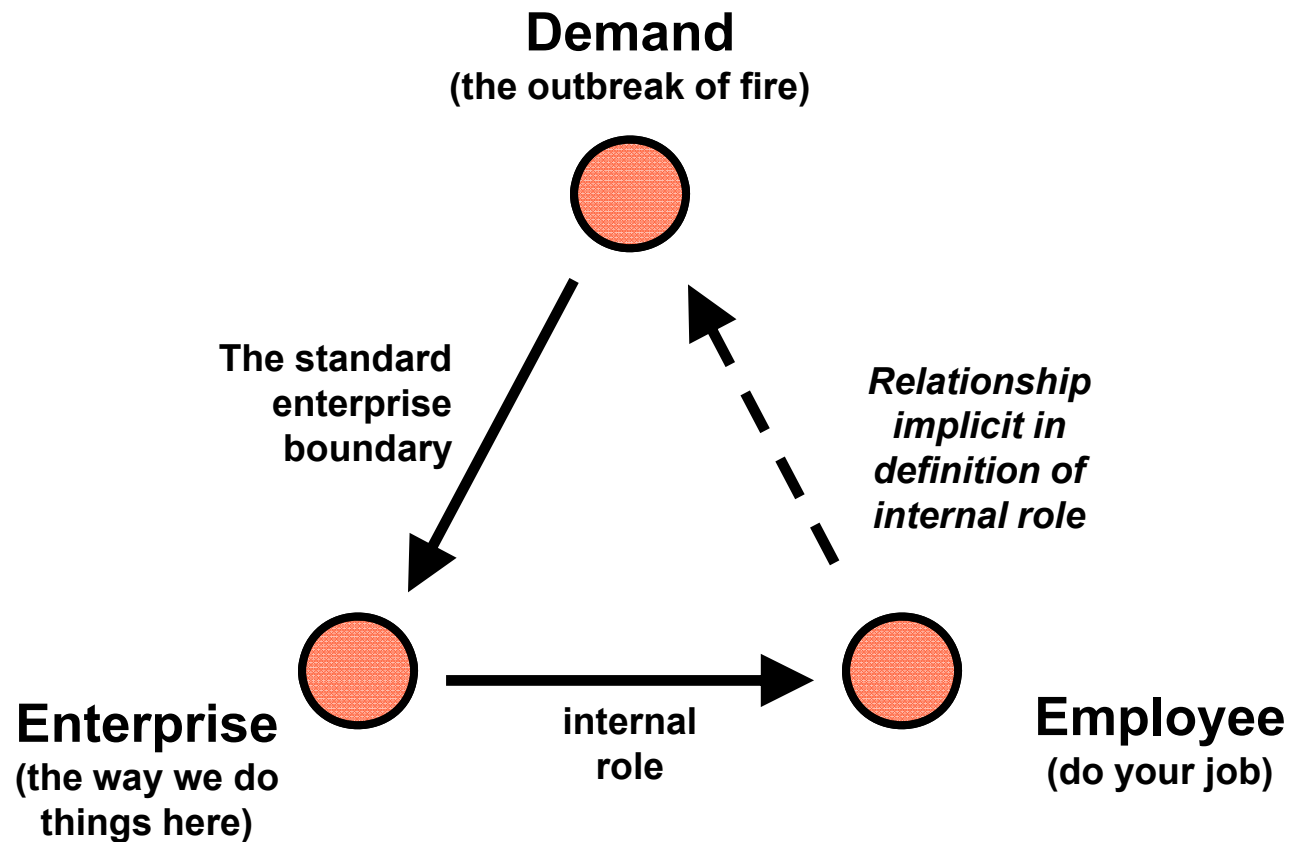 Demand
(the outbreak of fire)
The standard
enterprise
boundary
Relationship
implicit in
definition of
internal role
Enterprise
(the way we do
things here)
internal
role
Employee
(do your job)